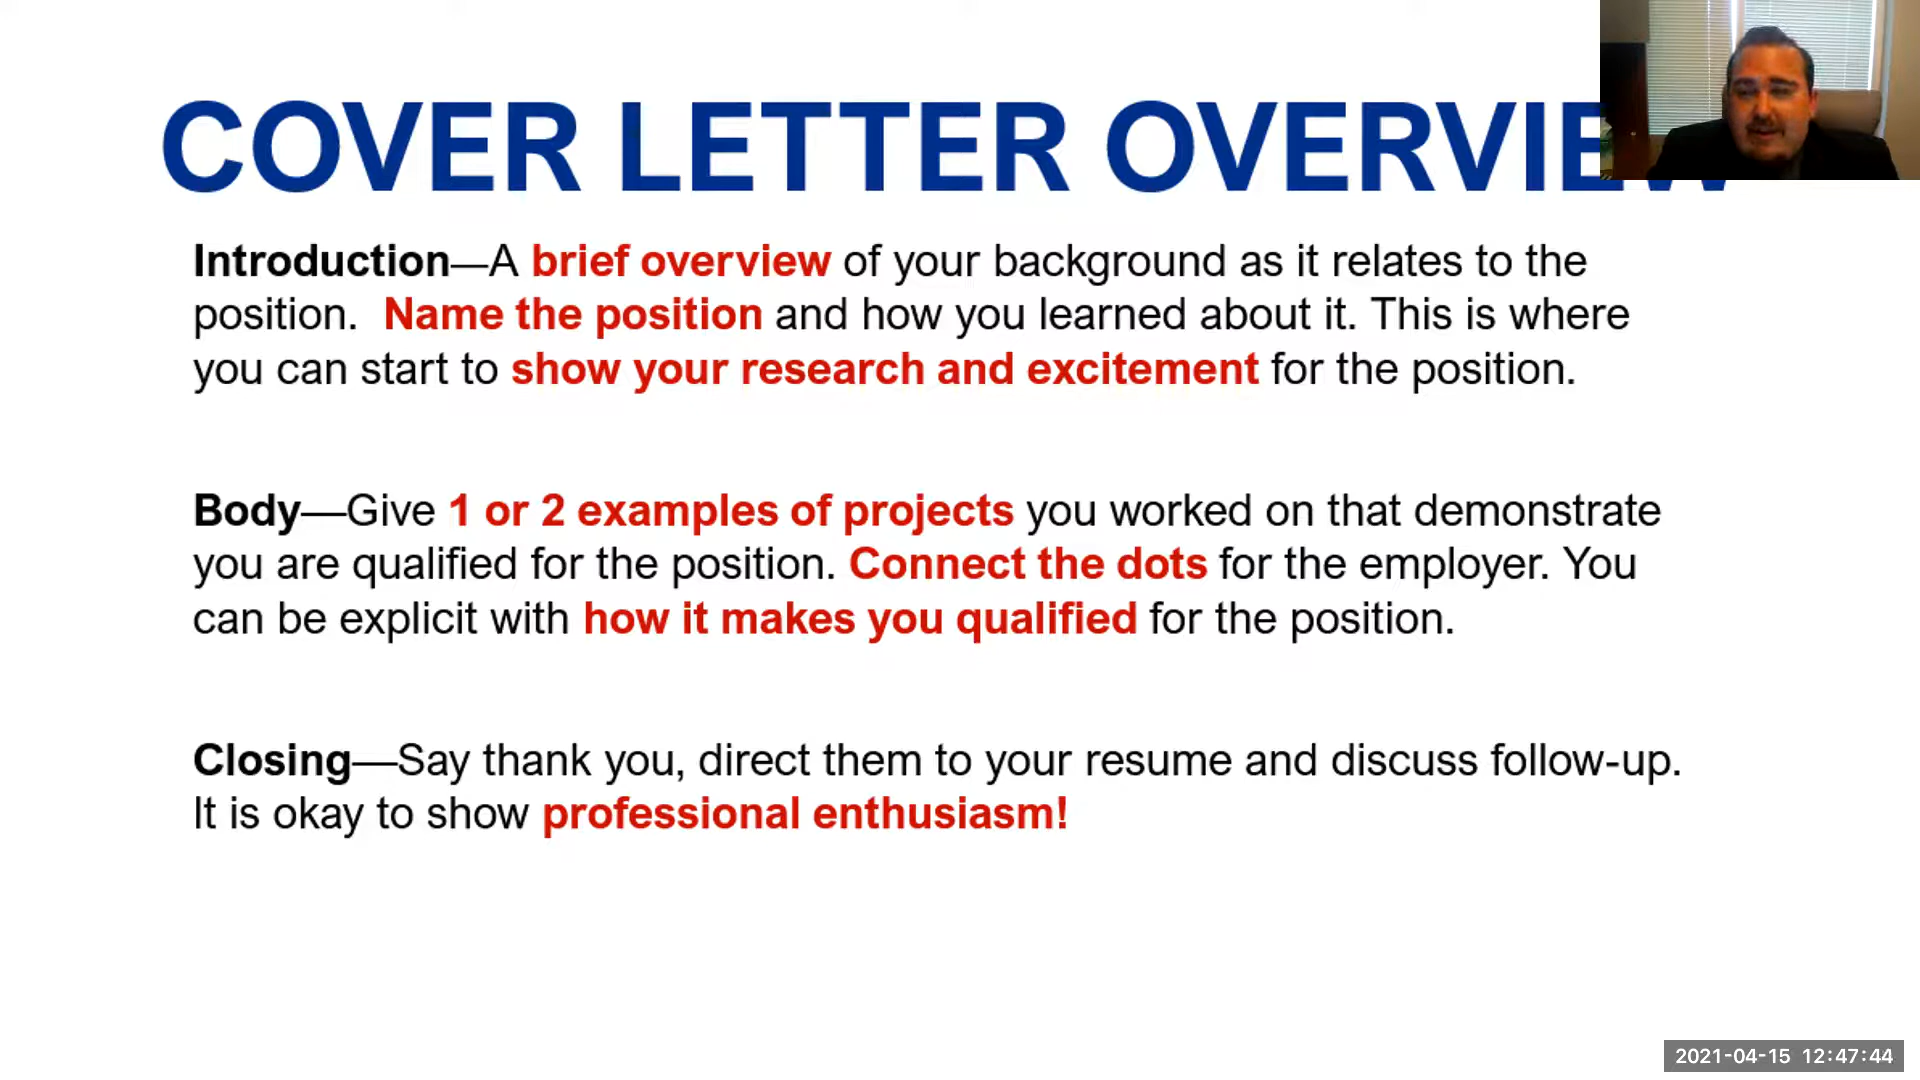 COVER LETTER OVERVIEW
Introduction—A brief overview of your background as it relates to the
position.  Name the position and how you learned about it. This is where
you can start to show your research and excitement for the position.
Body—Give 1 or 2 examples of projects you worked on that demonstrate
you are qualified for the position. Connect the dots for the employer. You
can be explicit with how it makes you qualified for the position.
Closing—Say thank you, direct them to your resume and discuss follow-up.
It is okay to show professional enthusiasm!
2021-04-15 12:47:44